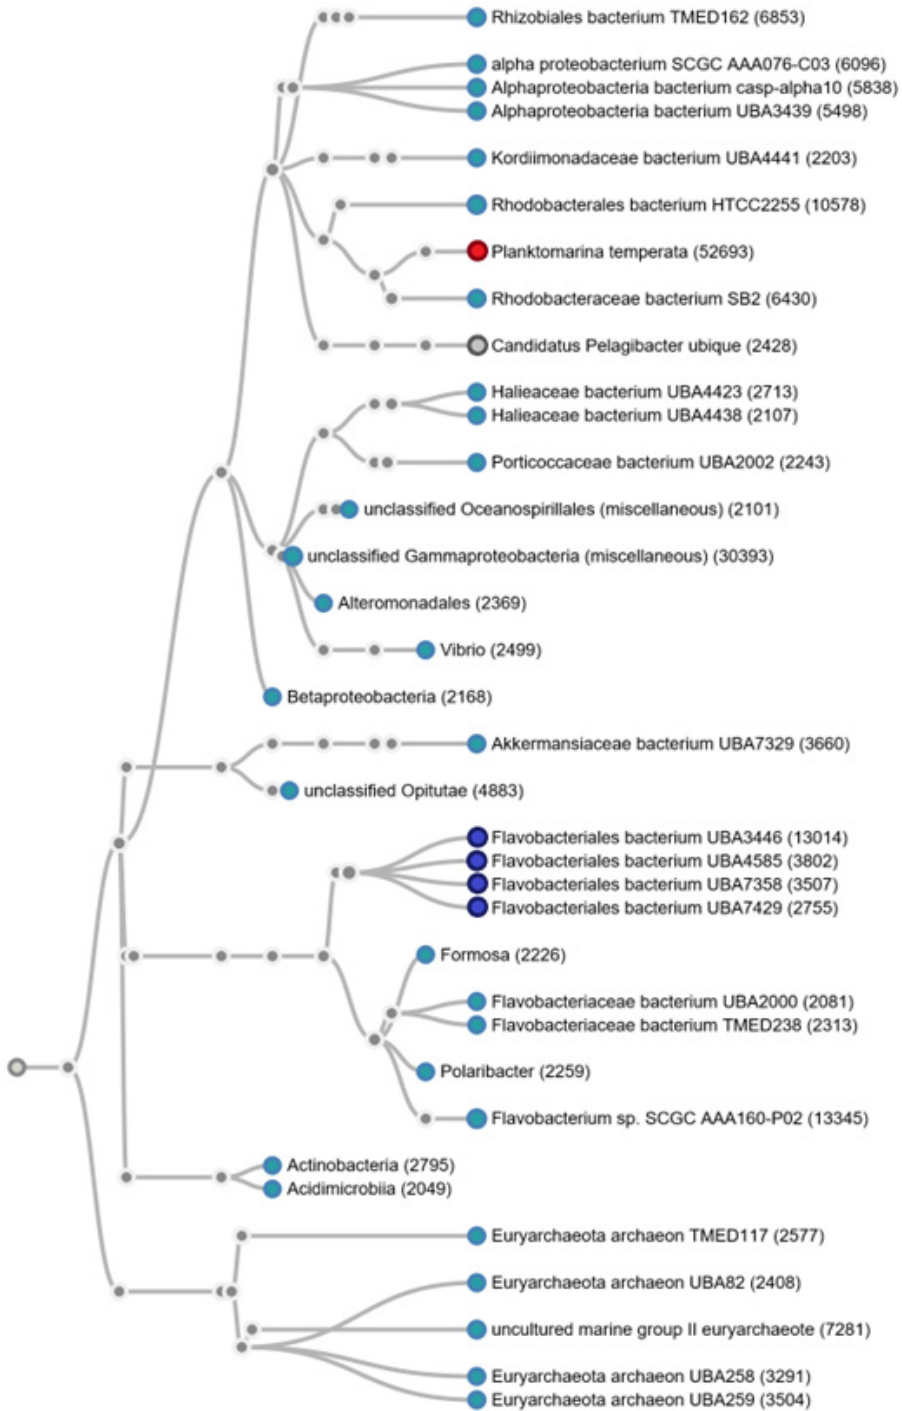 Rhizobiales bacterium TMED162 (6853)
alpha proteobacterium SCGC AAA076-C03 (6096)
Alphaproteobacteria bacterium casp-alpha10 (5838)
Alphaproteobacteria bacterium UBA3439 (5498)
Kordiimonadaceae bacterium UBA4441 (2203)
Rhodobacterales bacterium HTCC2255 (10578)
Planktomarina temperata (52693)
Rhodobacteraceae bacterium SB2 (6430)
Candidatus Pelagibacter ubique (2428)
Halieaceae bacterium UBA4423 (2713)
Halieaceae bacterium UBA4438 (2107)
Porticoccaceae bacterium UBA2002 (2243)
unclassified Oceanospirillales (miscellaneous) (2101)
unclassified Gammaproteobacteria (miscellaneous) (30393)
Alteromonadales (2369)
Vibrio (2499)
Betaproteobacteria (2168)
Akkermansiaceae bacterium UBA7329 (3660)
unclassified Opitutae (4883)
Flavobacteriales bacterium UBA3446 (13014)
Flavobacteriales bacterium UBA4585 (3802)
Flavobacteriales bacterium UBA7358 (3507)
Flavobacteriales bacterium UBA7429 (2755)
Formosa (2226)
Flavobacteriaceae bacterium UBA2000 (2081)
Flavobacteriaceae bacterium TMED238 (2313)
Polaribacter (2259)
Flavobacterium sp. SCGC AAA160-P02 (13345)
Actinobacteria (2795)
Acidimicrobiia (2049)
Euryarchaeota archaeon TMED117 (2577)
Euryarchaeota archaeon UBA82 (2408)
uncultured marine group II euryarchaeote (7281)
Euryarchaeota archaeon UBA258 (3291)
Euryarchaeota archaeon UBA259 (3504)